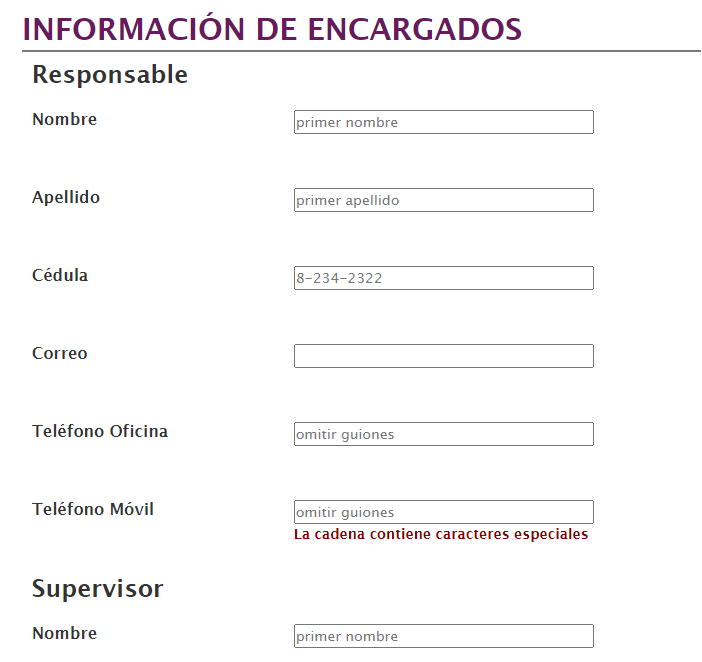 INFORMACIÓN DE ENCARGADOS
Responsable
Nombre
primer nombre
Apellido
primer apellido
Cédula
8-234-2322
Correo
Teléfono Oficina
omitir guiones
Teléfono Móvil
omitir guiones
La cadena contiene caracteres especiales
Supervisor
Nombre
primer nombre